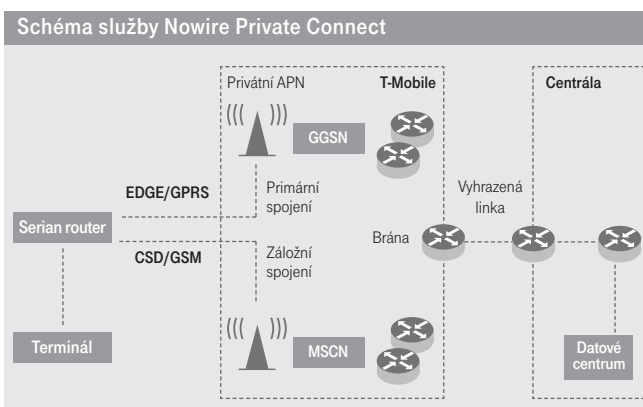 Schéma služby Nowire Private Connect
Privátní APN
T-Mobile
Centrála
GGSN
EDGE/GPRS
Primární
spojení
Vyhrazená
linka
Serian router
Brána
CSD/GSM
Záložní
spojení
Terminál
MSCN
Datové
centrum